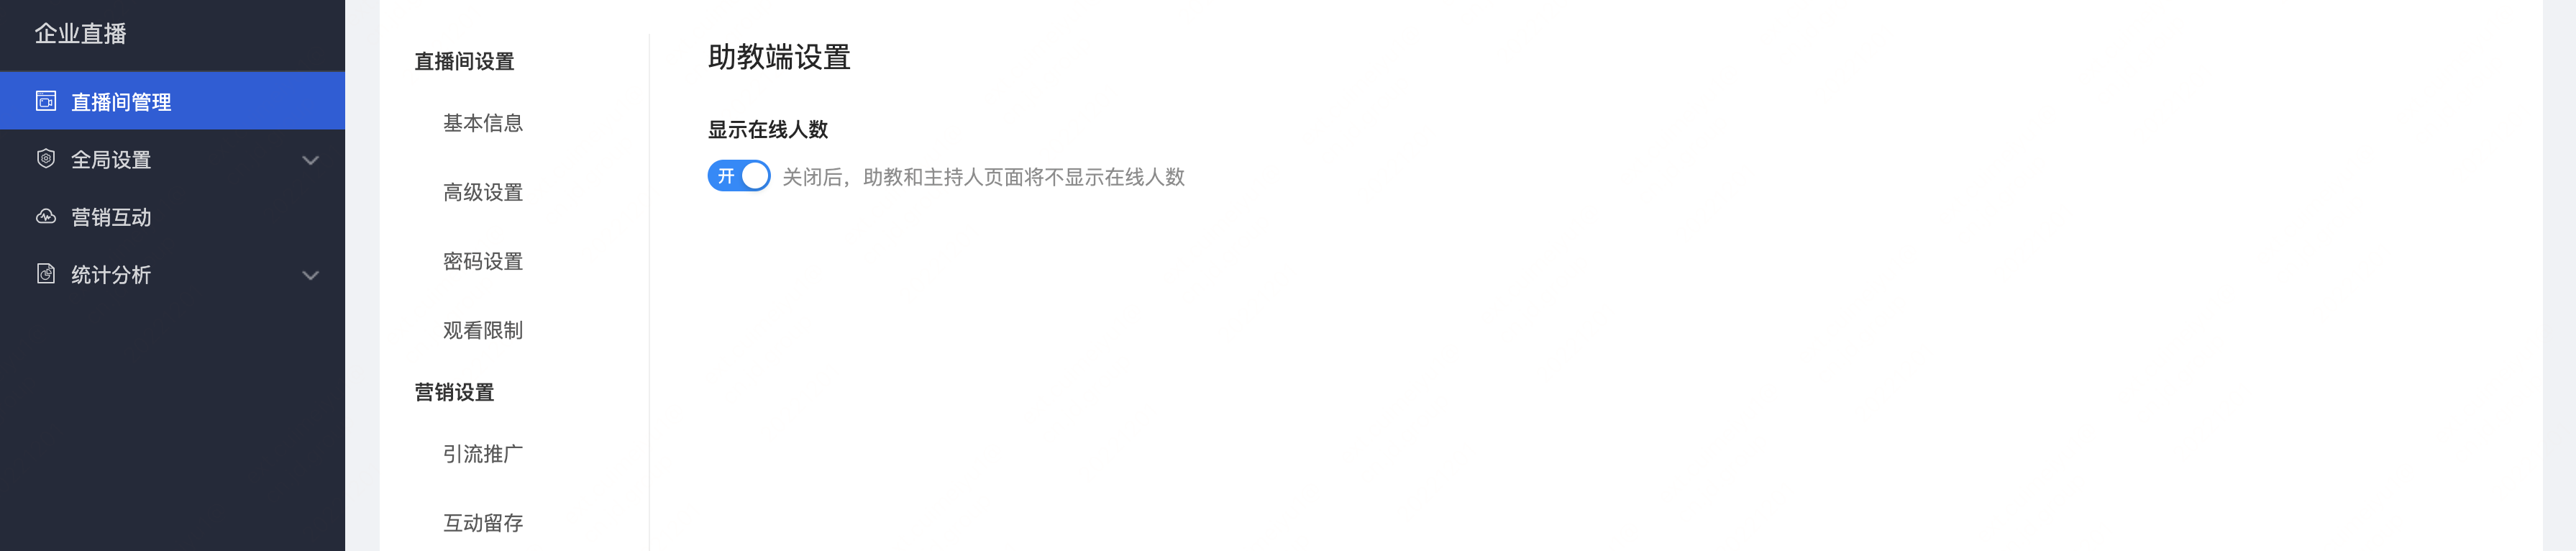 企业直播
直播间管理
全局设置
营销互动
统计分析
直播间设置
基本信息
高级设置
密码设置
观看限制
营销设置
引流推广
互动留存
助教端设置
显示在线人数
开 关闭后，助教和主持人页面将不显示在线人数